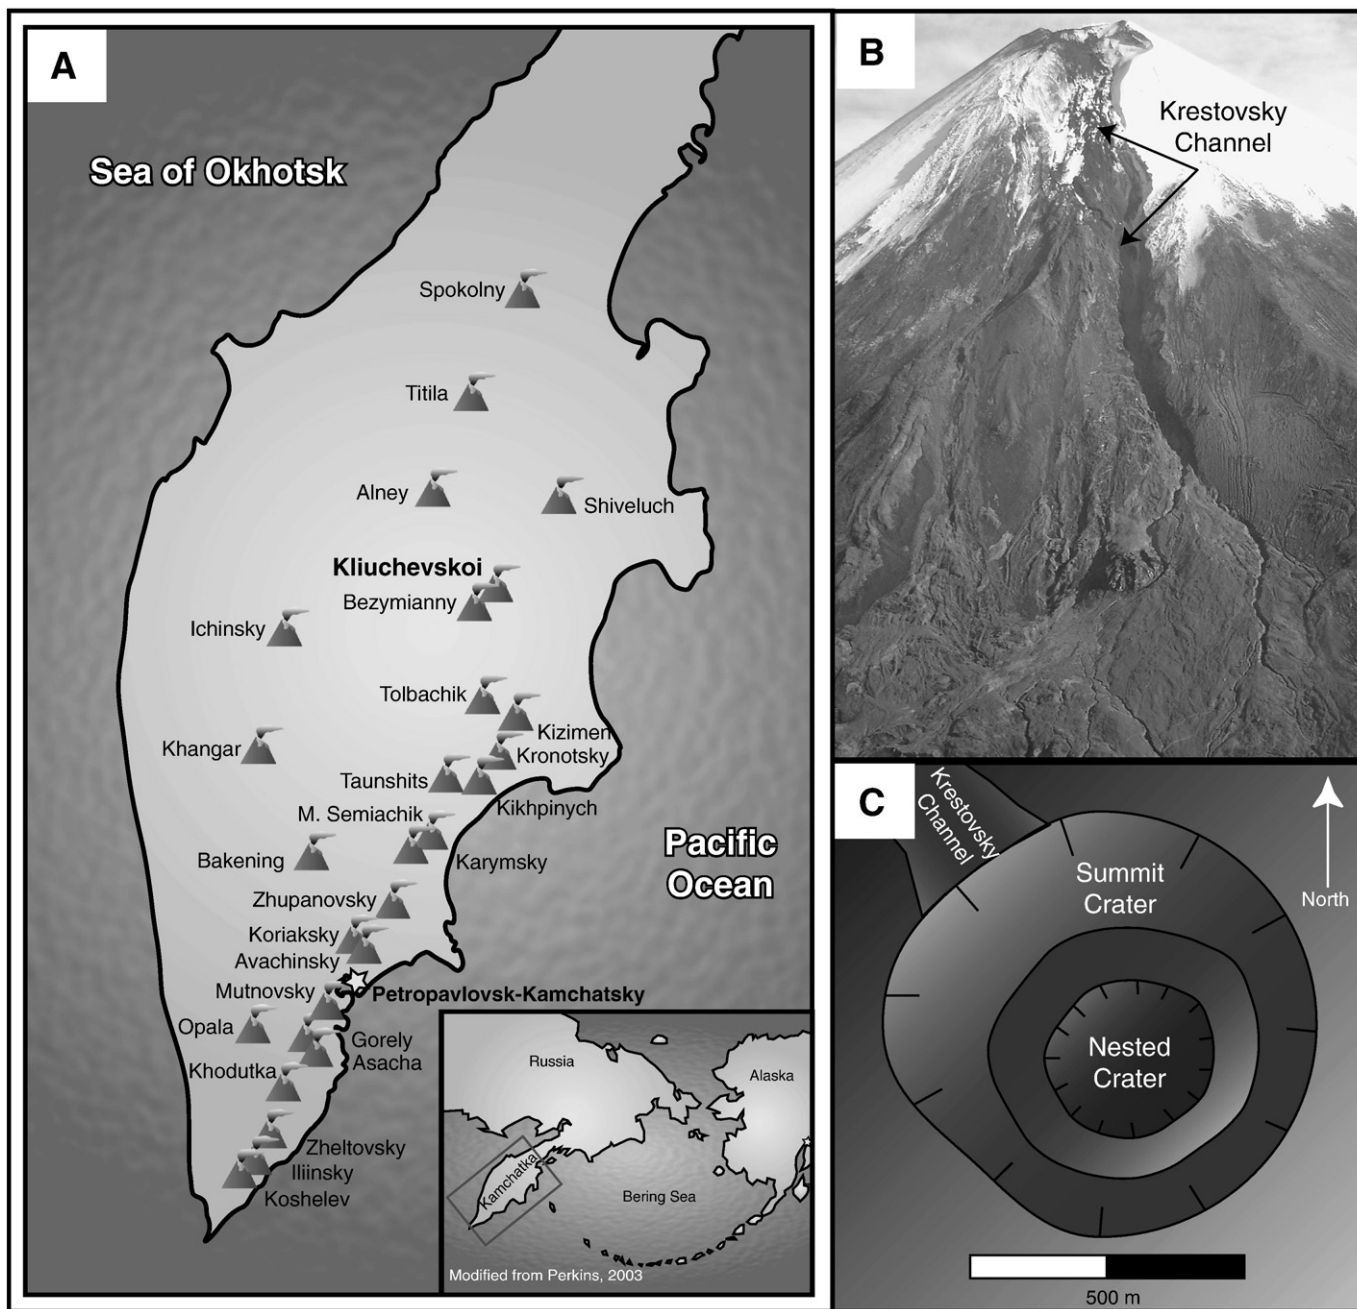 A
Sea of Okhotsk
Spokolny
Titila
Alney
Shiveluch
Kliuchevskoi
Bezymianny
Ichinsky
Tolbachik
Kizimen
Khangar
Kronotsky
Taunshits
Kikhpinych
M. Semiachik
Bakening
Karymsky
Pacific
Ocean
Zhupanovsky
Koriaksky
Avachinsky
Mutnovsky
Petropavlovsk-Kamchatsky
Opala
Gorely
Asacha
Khodutka
Zheltovsky
Iliinsky
Koshelev
Russia
Alaska
Kamchatka
Bering Sea
Modified from Perkins, 2003
B
Krestovsky
Channel
C
Krestovsky
Channel
Summit
Crater
North
Nested
Crater
500 m